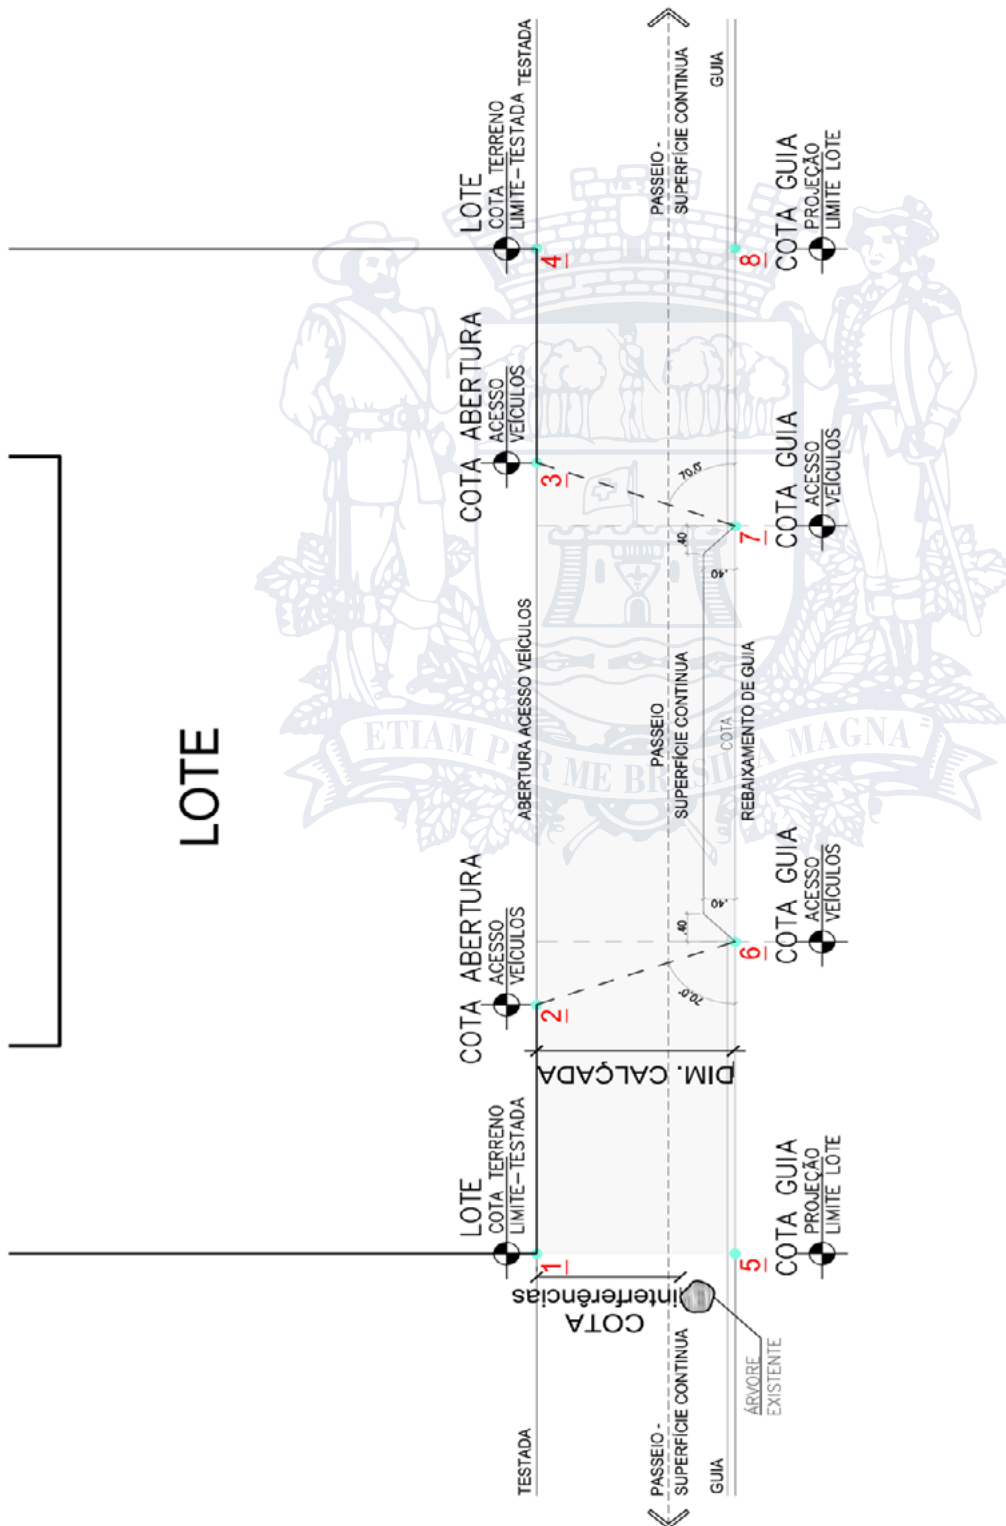 LOTE
LOTE
COTA TERRENO
LIMITE-TESTADA
COTA ABERTURA
ACESSO
VEÍCULOS
COTA ABERTURA
ACESSO
VEÍCULOS
LOTE
COTA TERRENO
LIMITE-TESTADA
TESTADA
1
2
ABERTURA ACESSO VEÍCULOS
3
4
TESTADA
COTA
interferências
DIM. CALÇADA
PASSEIO -
SUPERFÍCIE CONTINUA
PASSEIO
SUPERFÍCIE CONTINUA
PASSEIO -
SUPERFÍCIE CONTINUA
70,0°
.40
.40
COTA
.40
.40
70,0°
GUIA
REBAIXAMENTO DE GUIA
GUIA
5
6
7
8
ÁRVORE
EXISTENTE
COTA GUIA
PROJEÇÃO
LIMITE LOTE
COTA GUIA
ACESSO
VEÍCULOS
COTA GUIA
ACESSO
VEÍCULOS
COTA GUIA
PROJEÇÃO
LIMITE LOTE
ETIAM PER ME BRASILIA MAGNA